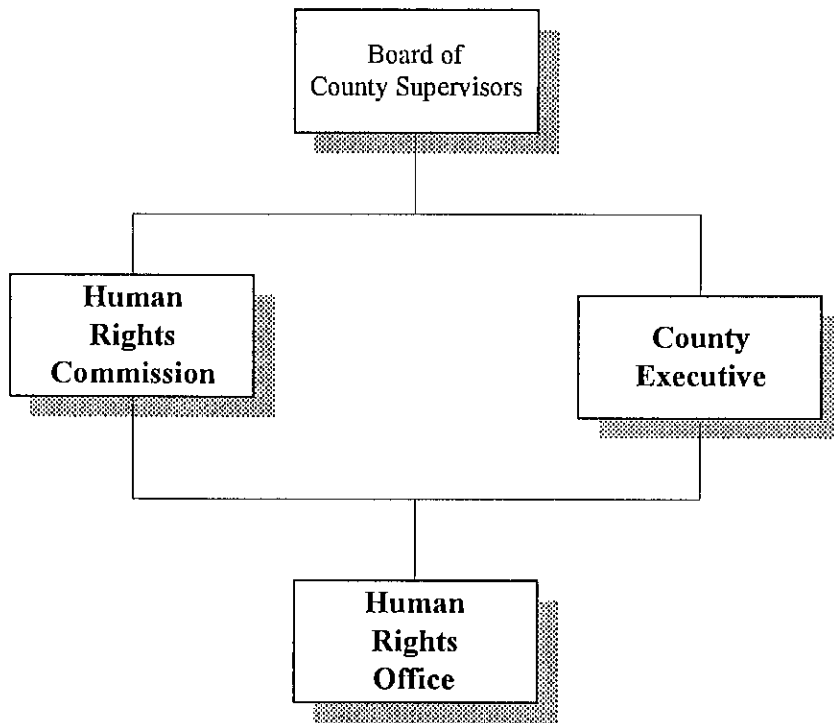 Board of
County Supervisors
Human
Rights
Commission
County
Executive
Human
Rights
Office